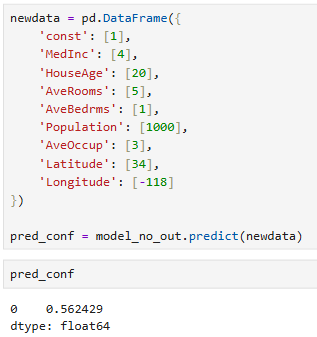 newdata = pd.DataFrame({
    'const': [1],
    'MedInc': [4],
    'HouseAge': [20],
    'AveRooms': [5],
    'AveBedrms': [1],
    'Population': [1000],
    'AveOccup': [3],
    'Latitude': [34],
    'Longitude': [-118]
})
pred_conf = model_no_out.predict(newdata)
pred_conf
0    0.562429
dtype: float64